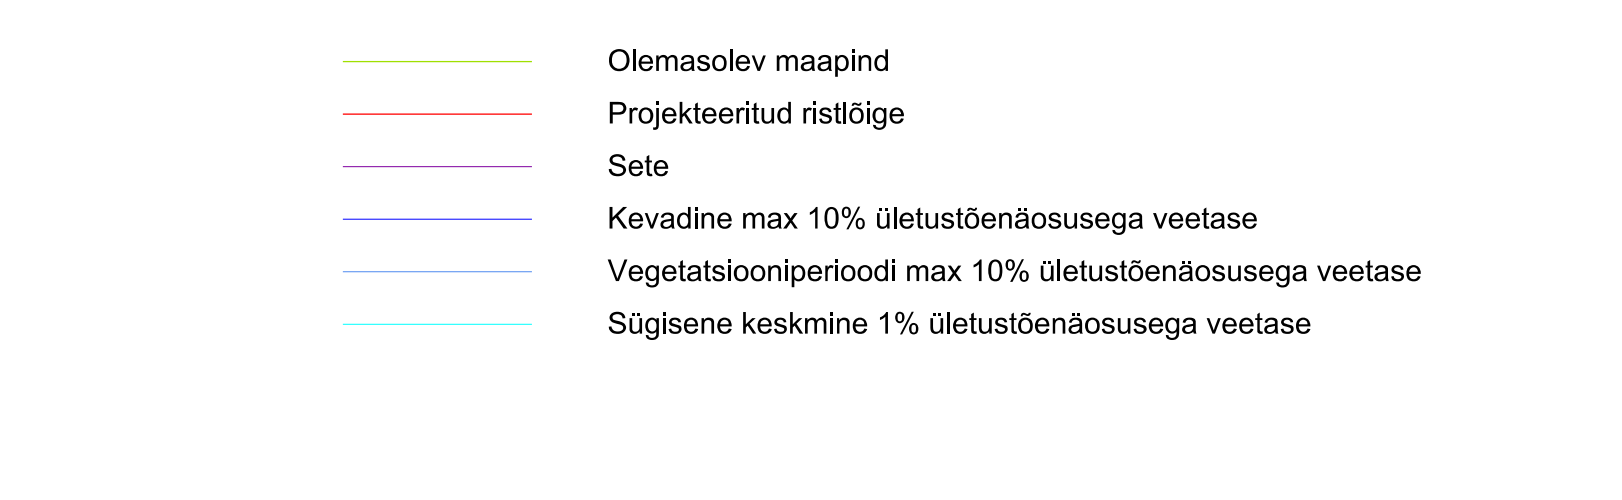 Olemasolev maapind
Projekteeritud ristlõige
Sete
Kevadine max 10% ületustõenäosusega veetase
Vegetatsiooniperioodi max 10% ületustõenäosusega veetase
Sügisene keskmine 1% ületustõenäosusega veetase